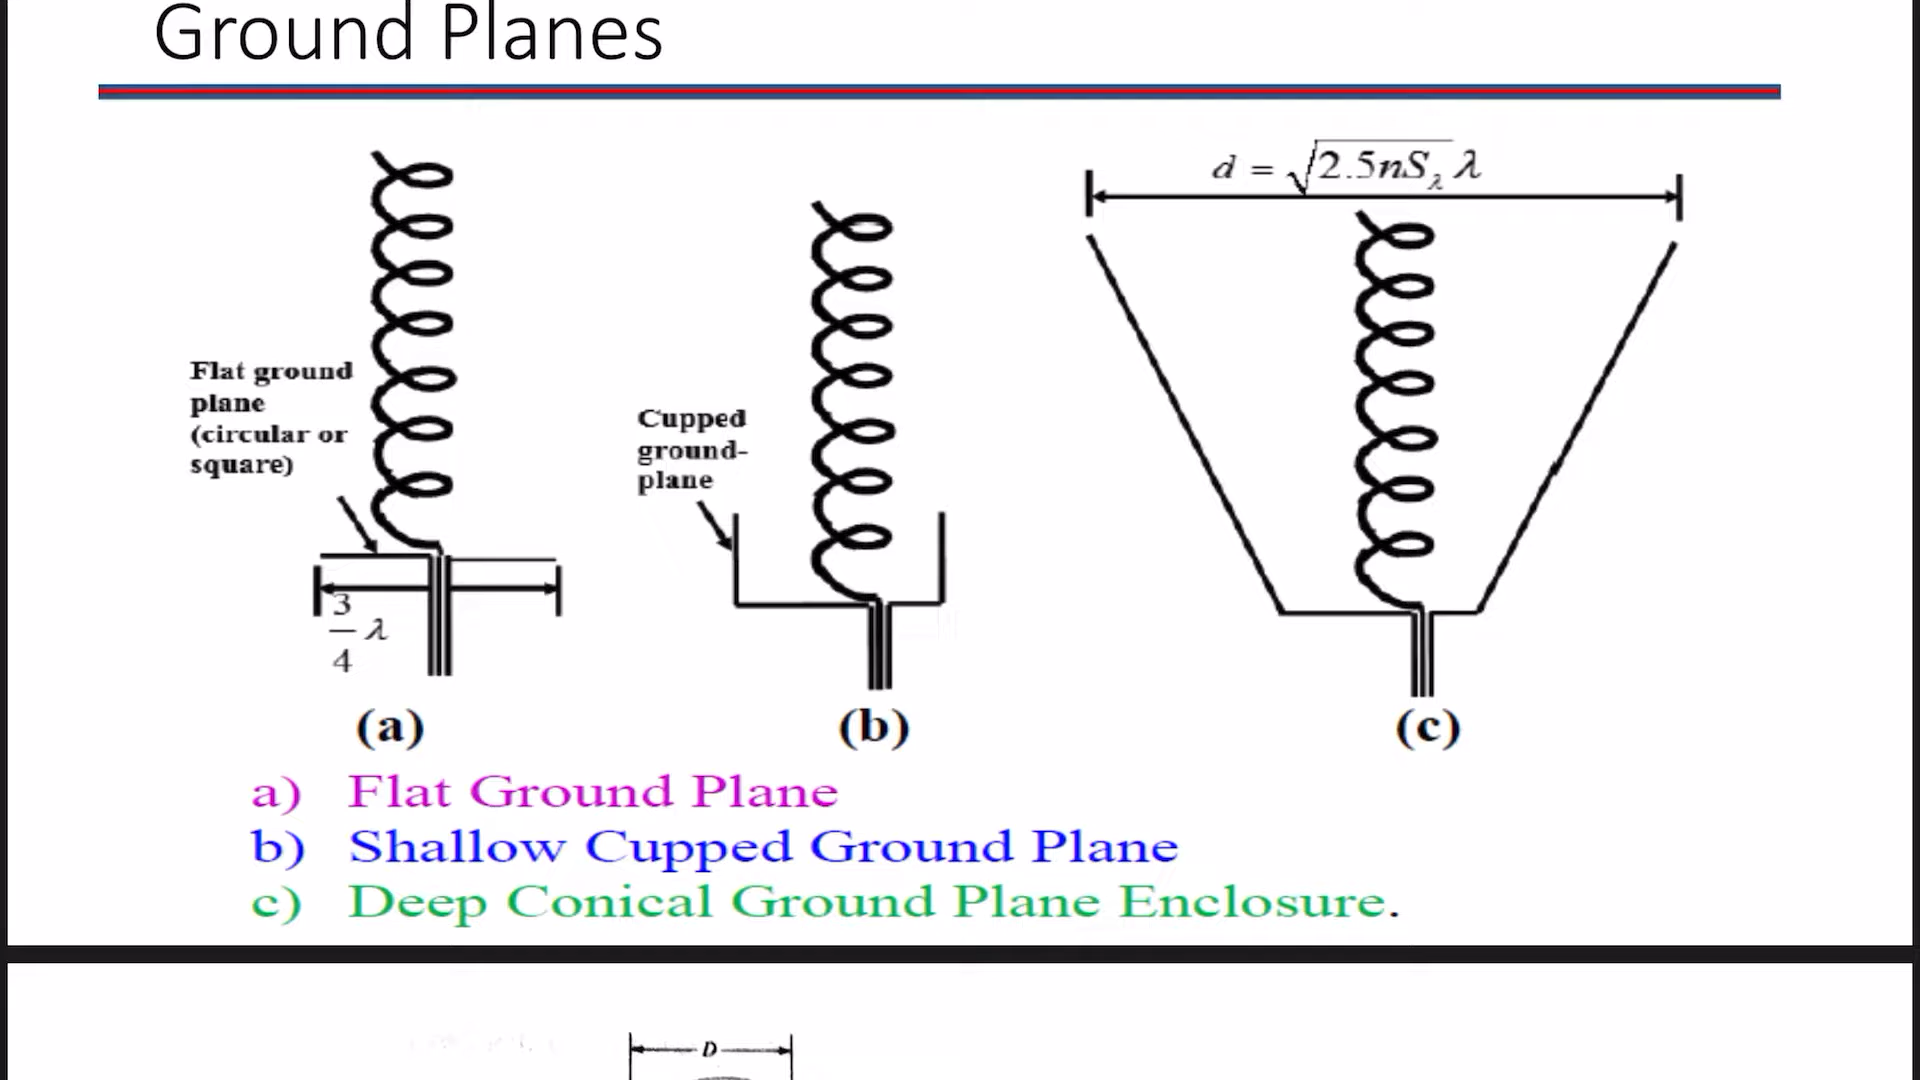 Ground Planes
d = √2.5nS_λ λ
Flat ground
plane
(circular or
square)
Cupped
ground-
plane
3/4 λ
(a)
(b)
(c)
a) Flat Ground Plane
b) Shallow Cupped Ground Plane
c) Deep Conical Ground Plane Enclosure.
D